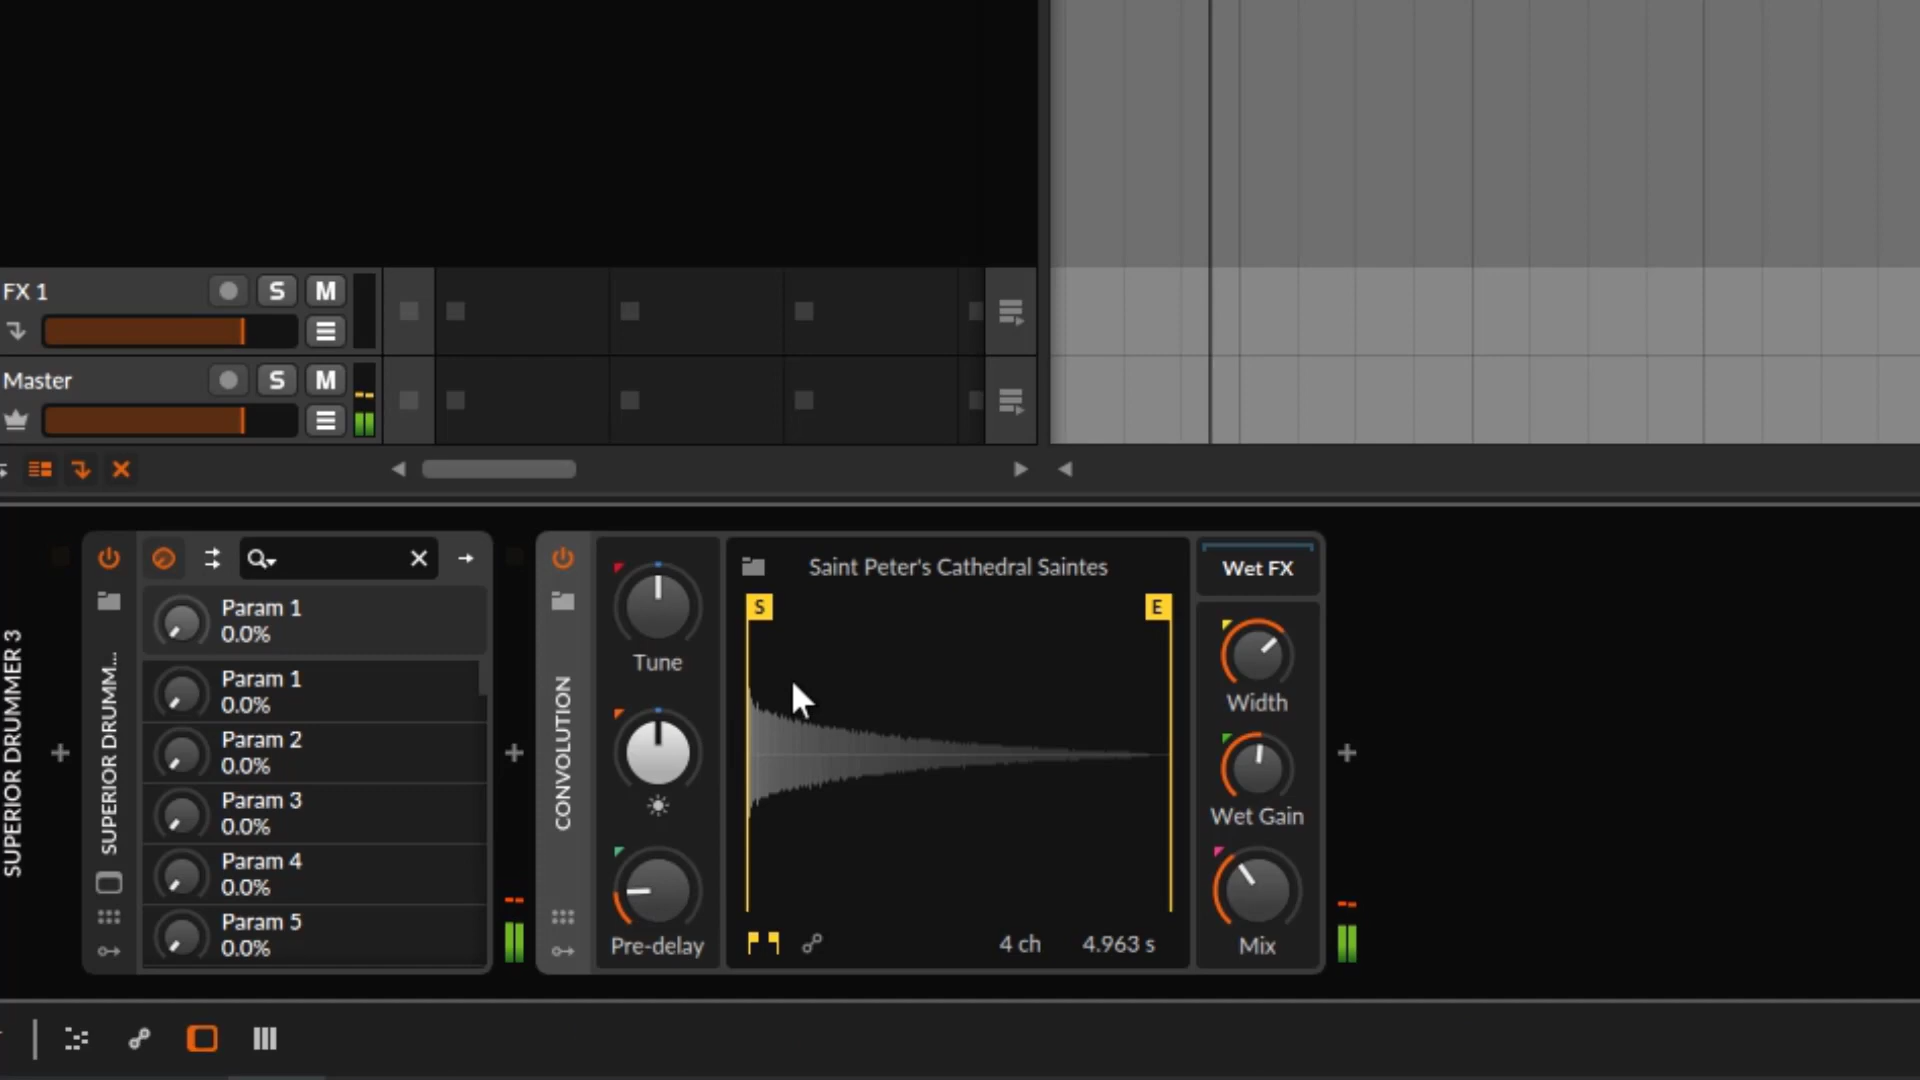 FX 1
S
M
Master
S
M
SUPERIOR DRUMMER 3
SUPERIOR DRUMM...
Param 1
0.0%
Param 1
0.0%
Param 2
0.0%
Param 3
0.0%
Param 4
0.0%
Param 5
0.0%
CONVOLUTION
Tune
Pre-delay
Saint Peter's Cathedral Saintes
S
E
4 ch
4.963 s
Wet FX
Width
Wet Gain
Mix